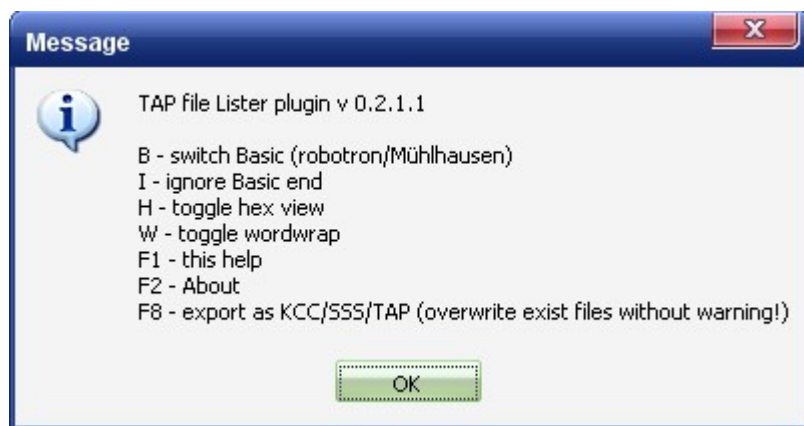 Message
TAP file Lister plugin v 0.2.1.1
B - switch Basic (robotron/Mühlhausen)
I - ignore Basic end
H - toggle hex view
W - toggle wordwrap
F1 - this help
F2 - About
F8 - export as KCC/SSS/TAP (overwrite exist files without warning!)
OK